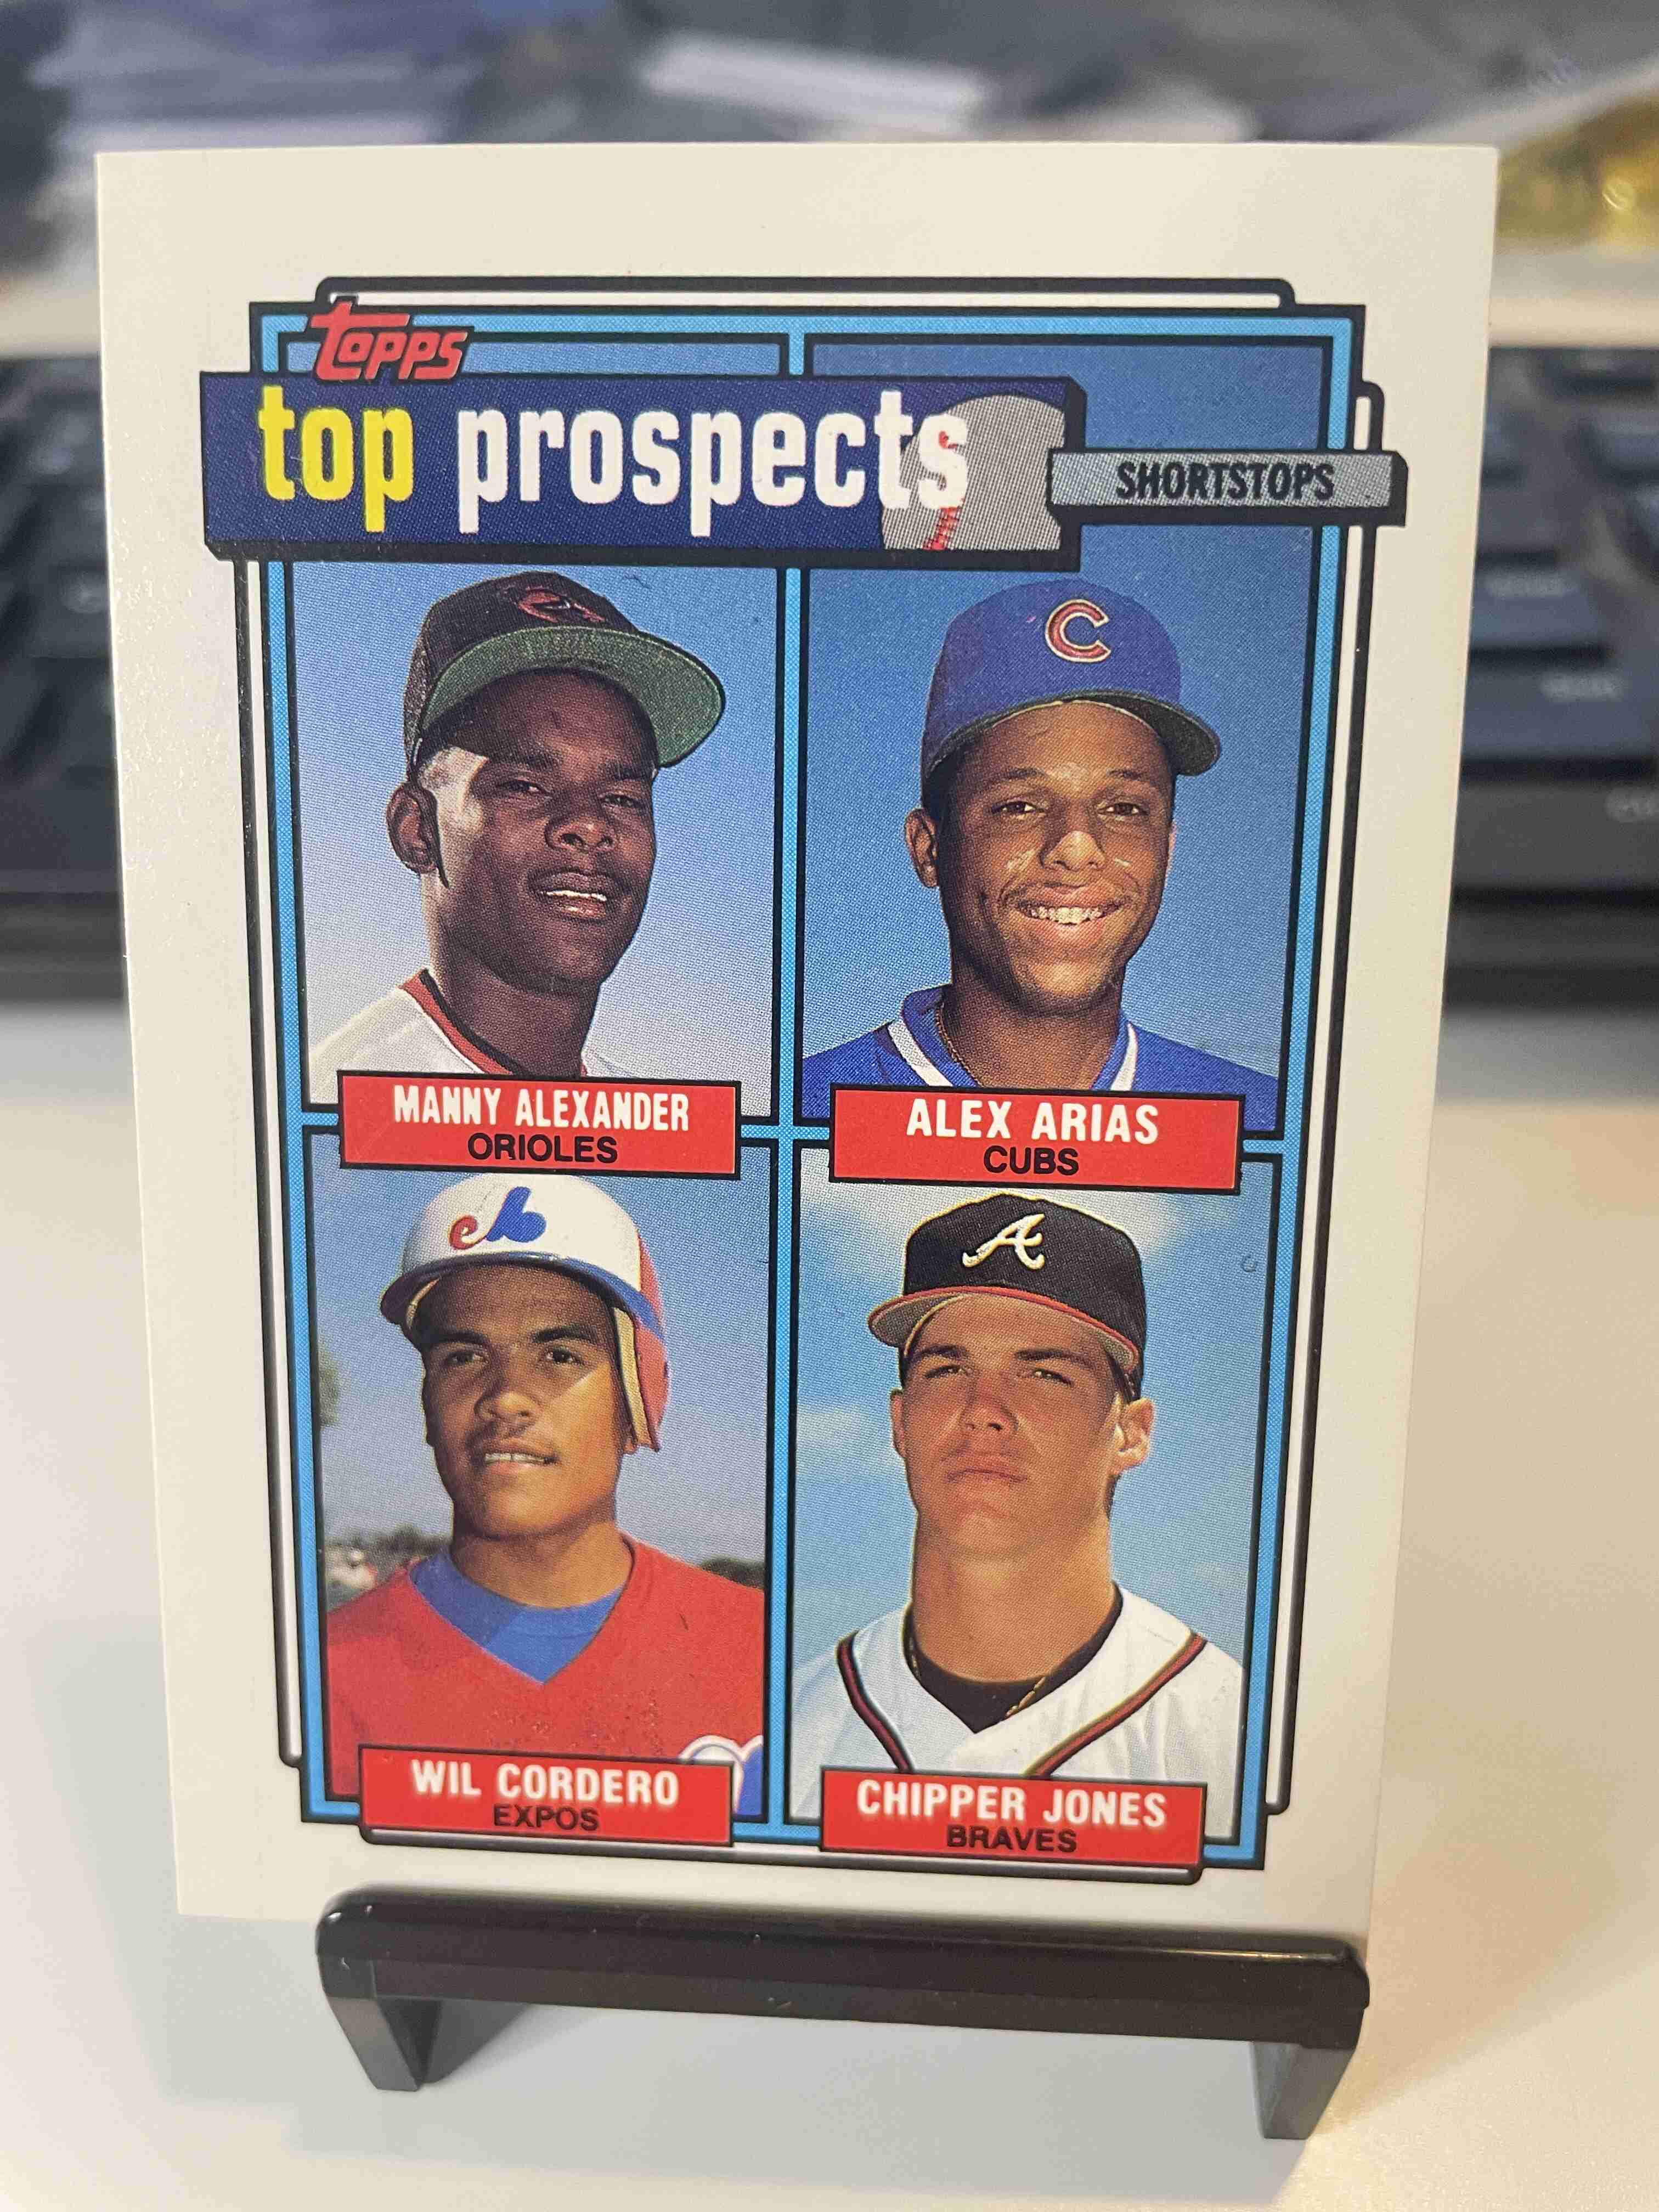 topps
top prospects
SHORTSTOPS
C
MANNY ALEXANDER
ORIOLES
ALEX ARIAS
CUBS
A
WIL CORDERO
EXPOS
CHIPPER JONES
BRAVES